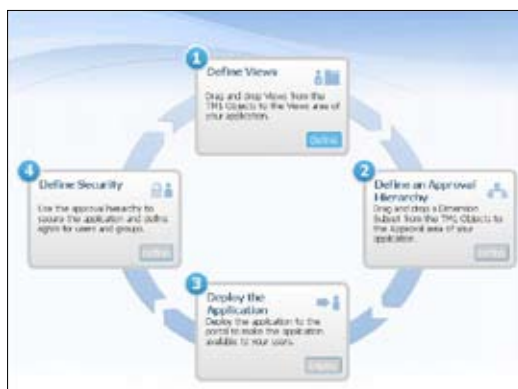 1
Define Views
Drag and drop Views from the
TM1 Objects to the Views area of
your application.
Define
2
Define an Approval
Hierarchy
Drag and drop a Dimension
Subset from the TM1 Objects to
the Approval area of your
application.
3
Deploy the
Application
Deploy the application to the
portal to make the application
available to your users.
4
Define Security
Use the approval hierarchy to
secure the application and define
rights for users and groups.